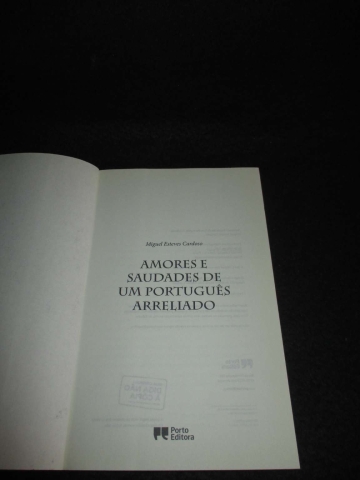 Miguel Esteves Cardoso
AMORES E
SAUDADES DE
UM PORTUGUÊS
ARRELIADO
Porto
Editora